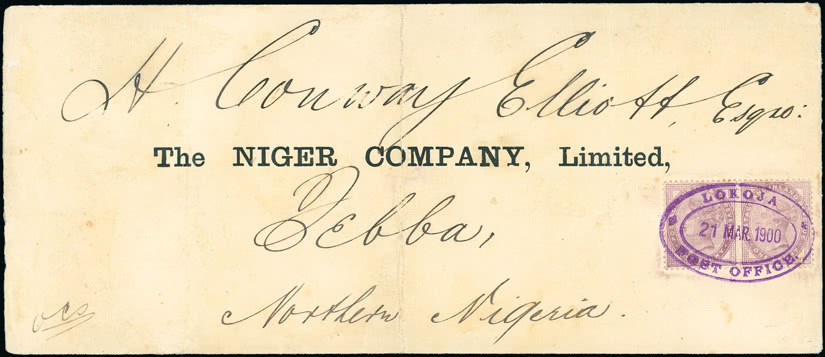 H. Conway Elliott, Esqre:
The NIGER COMPANY, Limited,
Jebba,
Northern Nigeria.
LOKOJA
21 MAR 1900
POST OFFICE.